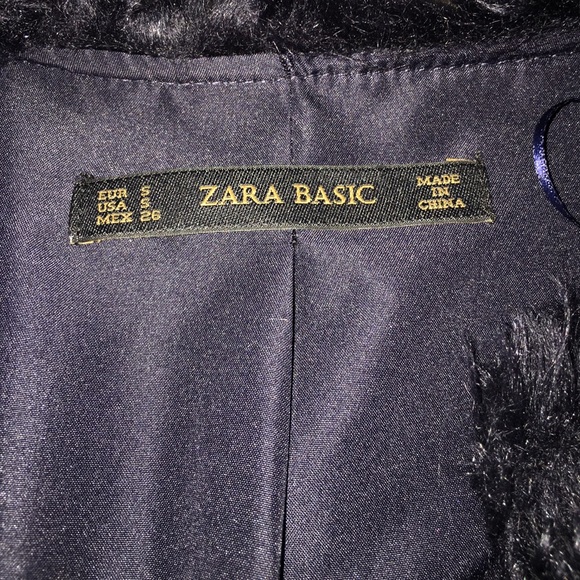 EUR S
USA S
MEX 26
ZARA BASIC
MADE
IN
CHINA